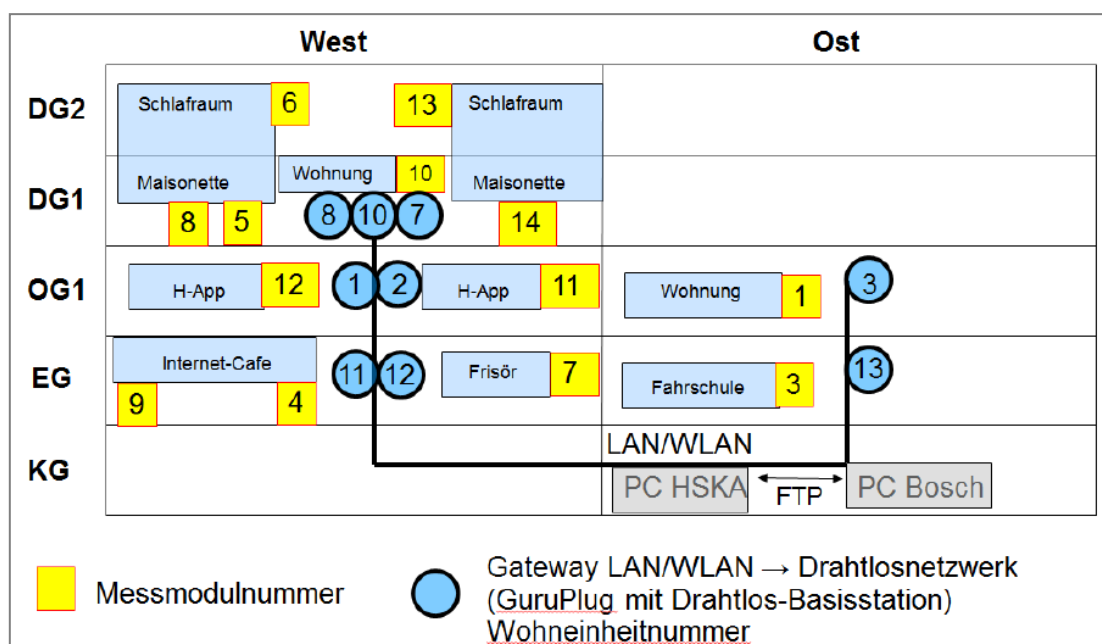 West
Ost
DG2
Schlafraum
6
13
Schlafraum
DG1
Maisonette
8
5
Wohnung
10
8
10
7
Maisonette
14
OG1
H-App
12
1
2
H-App
11
Wohnung
1
3
EG
Internet-Cafe
9
4
11
12
Frisör
7
Fahrschule
3
13
KG
LAN/WLAN
PC HSKA
FTP
PC Bosch
Messmodulnummer
Gateway LAN/WLAN → Drahtlosnetzwerk
(GuruPlug mit Drahtlos-Basisstation)
Wohneinheitnummer